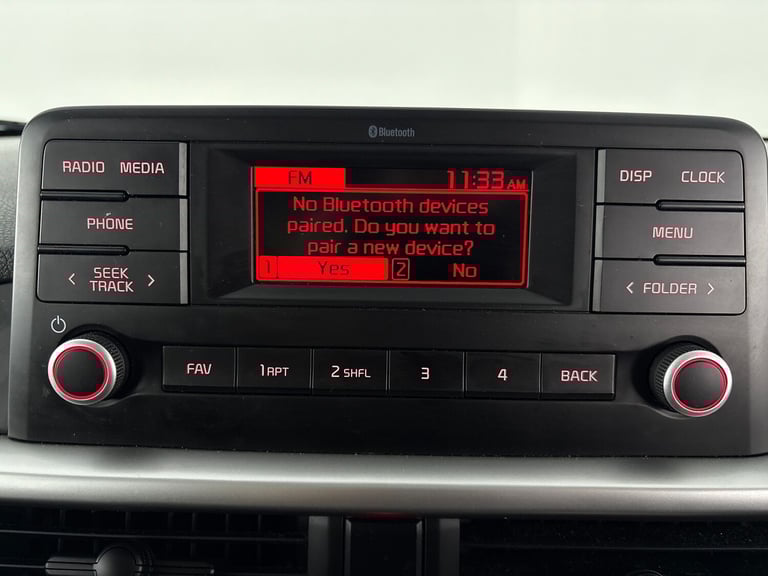 Bluetooth
RADIO MEDIA
PHONE
< SEEK TRACK >
FM 11:33 AM
No Bluetooth devices
paired. Do you want to
pair a new device?
1 Yes 2 No
DISP CLOCK
MENU
< FOLDER >
FAV 1 RPT 2 SHFL 3 4 BACK